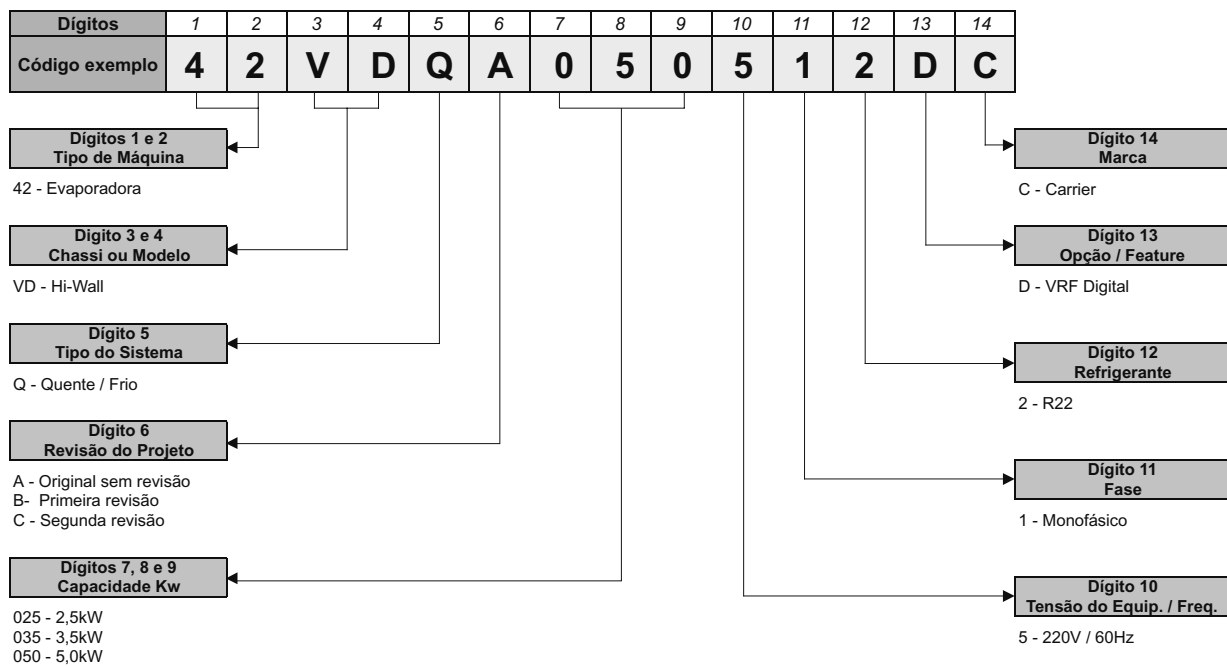 Dígitos 1 2 3 4 5 6 7 8 9 10 11 12 13 14
Código exemplo 4 2 V D Q A 0 5 0 5 1 2 D C
Dígitos 1 e 2
Tipo de Máquina
42 - Evaporadora
Digito 3 e 4
Chassi ou Modelo
VD - Hi-Wall
Dígito 5
Tipo do Sistema
Q - Quente / Frio
Dígito 6
Revisão do Projeto
A - Original sem revisão
B- Primeira revisão
C - Segunda revisão
Dígitos 7, 8 e 9
Capacidade Kw
025 - 2,5kW
035 - 3,5kW
050 - 5,0kW
Dígito 14
Marca
C - Carrier
Dígito 13
Opção / Feature
D - VRF Digital
Dígito 12
Refrigerante
2 - R22
Dígito 11
Fase
1 - Monofásico
Dígito 10
Tensão do Equip. / Freq.
5 - 220V / 60Hz